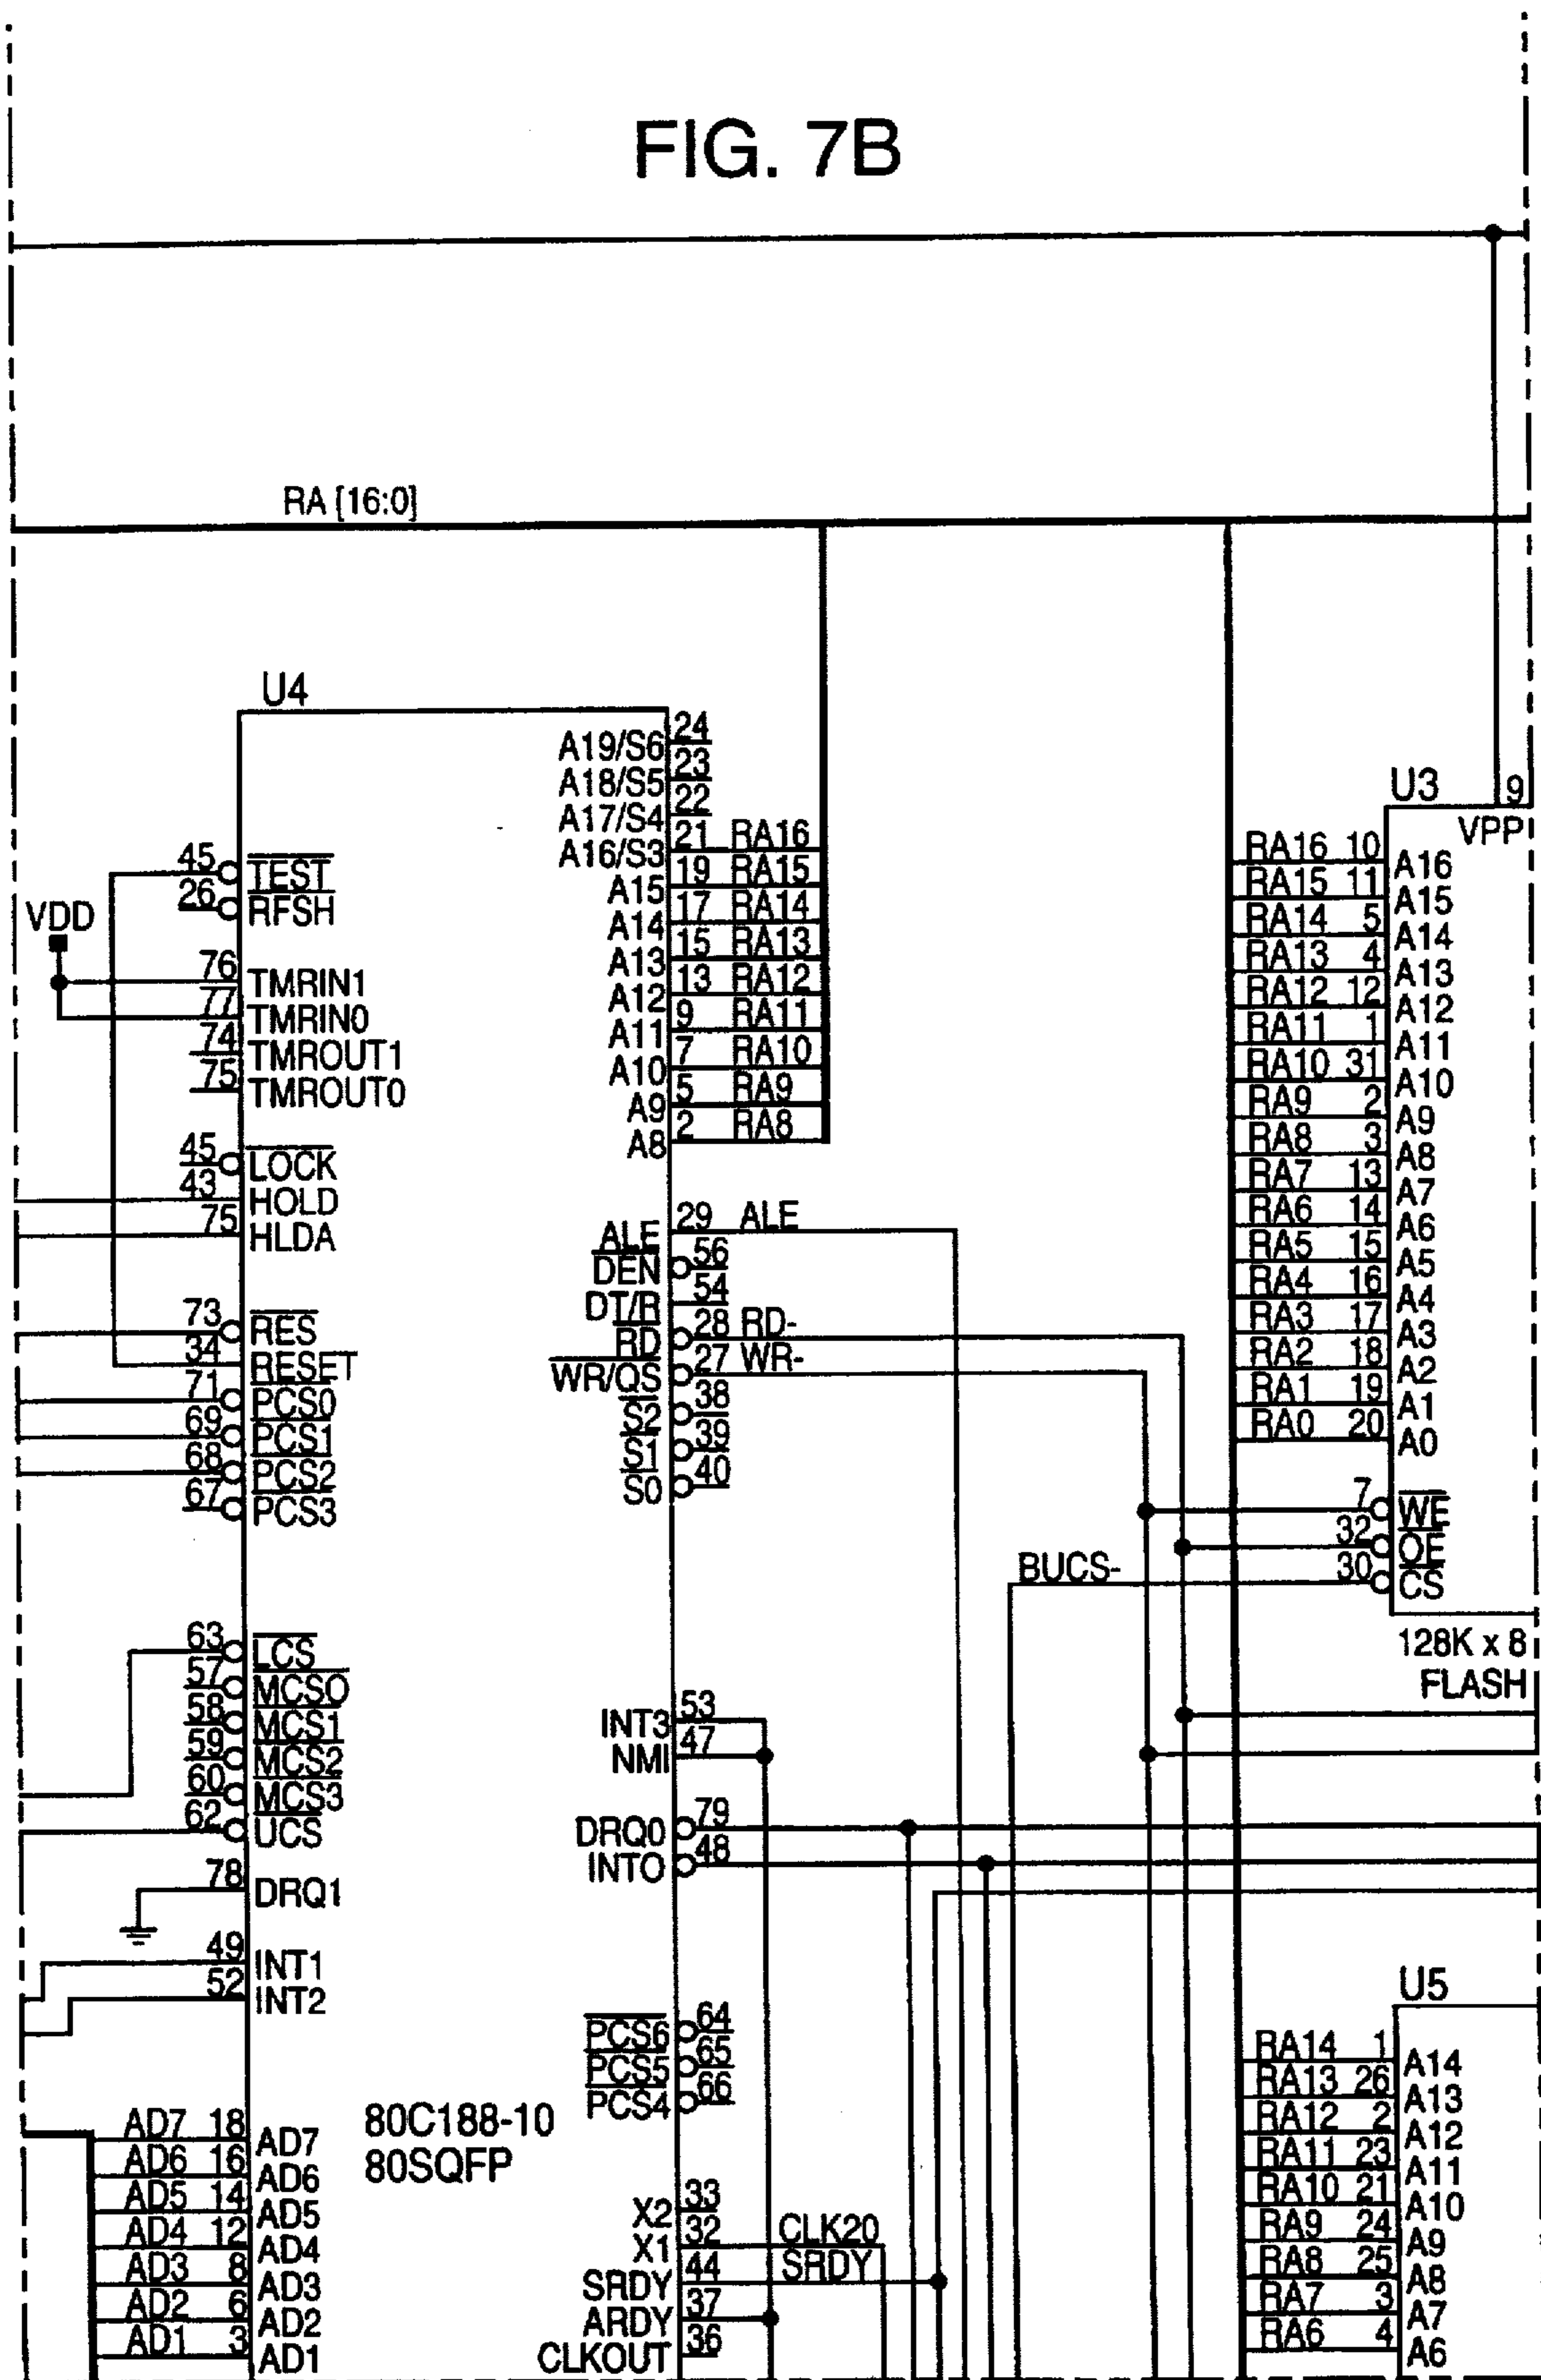 FIG. 7B
RA [16:0]
U4
45 TEST
26 RFSH
VDD
76 TMRIN1
77 TMRIN0
74 TMROUT1
75 TMROUT0
45 LOCK
43 HOLD
75 HLDA
73 RES
34 RESET
71 PCS0
69 PCS1
68 PCS2
67 PCS3
63 LCS
57 MCSO
58 MCS1
59 MCS2
60 MCS3
62 UCS
78 DRQ1
49 INT1
52 INT2
AD7 18 AD7
AD6 16 AD6
AD5 14 AD5
AD4 12 AD4
AD3 8 AD3
AD2 6 AD2
AD1 3 AD1
80C188-10
80SQFP
A19/S6 24
A18/S5 23
A17/S4 22
A16/S3 21 RA16
A15 19 RA15
A14 17 RA14
A13 15 RA13
A12 13 RA12
A11 9 RA11
A10 7 RA10
A9 5 RA9
A8 2 RA8
ALE 29 ALE
DEN 56
DT/R 54
RD 28 RD-
WR/QS 27 WR-
S2 38
S1 39
S0 40
INT3 53
NMI 47
DRQ0 79
INTO 48
PCS6 64
PCS5 65
PCS4 66
X2 33
X1 32 CLK20
SRDY 44 SRDY
ARDY 37
CLKOUT 36
U3
9
VPP
RA16 10 A16
RA15 11 A15
RA14 5 A14
RA13 4 A13
RA12 12 A12
RA11 1 A11
RA10 31 A10
RA9 2 A9
RA8 3 A8
RA7 13 A7
RA6 14 A6
RA5 15 A5
RA4 16 A4
RA3 17 A3
RA2 18 A2
RA1 19 A1
RA0 20 A0
7 WE
32 OE
BUCS- 30 CS
128K x 8
FLASH
U5
RA14 1 A14
RA13 26 A13
RA12 2 A12
RA11 23 A11
RA10 21 A10
RA9 24 A9
RA8 25 A8
RA7 3 A7
RA6 4 A6